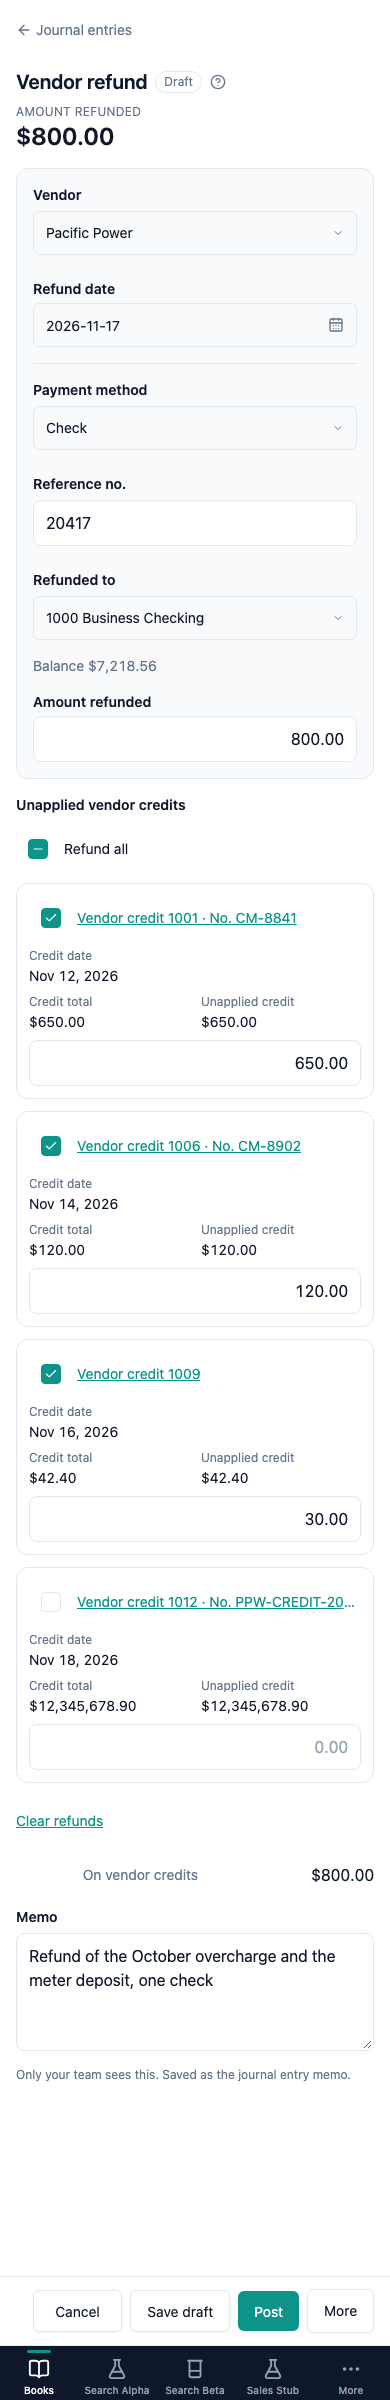 Journal entries
Vendor refund Draft
AMOUNT REFUNDED
$800.00
Vendor
Pacific Power
Refund date
2026-11-17
Payment method
Check
Reference no.
20417
Refunded to
1000 Business Checking
Balance $7,218.56
Amount refunded
800.00
Unapplied vendor credits
Refund all
Vendor credit 1001 · No. CM-8841
Credit date
Nov 12, 2026
Credit total Unapplied credit
$650.00 $650.00
650.00
Vendor credit 1006 · No. CM-8902
Credit date
Nov 14, 2026
Credit total Unapplied credit
$120.00 $120.00
120.00
Vendor credit 1009
Credit date
Nov 16, 2026
Credit total Unapplied credit
$42.40 $42.40
30.00
Vendor credit 1012 · No. PPW-CREDIT-20...
Credit date
Nov 18, 2026
Credit total Unapplied credit
$12,345,678.90 $12,345,678.90
0.00
Clear refunds
On vendor credits $800.00
Memo
Refund of the October overcharge and the
meter deposit, one check
Only your team sees this. Saved as the journal entry memo.
Cancel Save draft Post More
Books Search Alpha Search Beta Sales Stub More